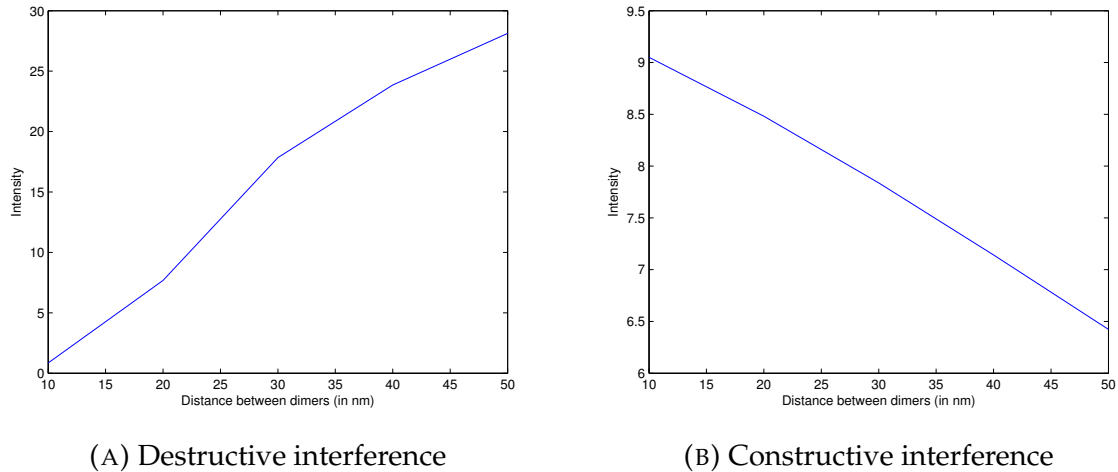 30
25
20
15
10
5
0
Intensity
10 15 20 25 30 35 40 45 50
Distance between dimers (in nm)
(A) Destructive interference
9.5
9
8.5
8
7.5
7
6.5
6
Intensity
10 15 20 25 30 35 40 45 50
Distance between dimers (in nm)
(B) Constructive interference